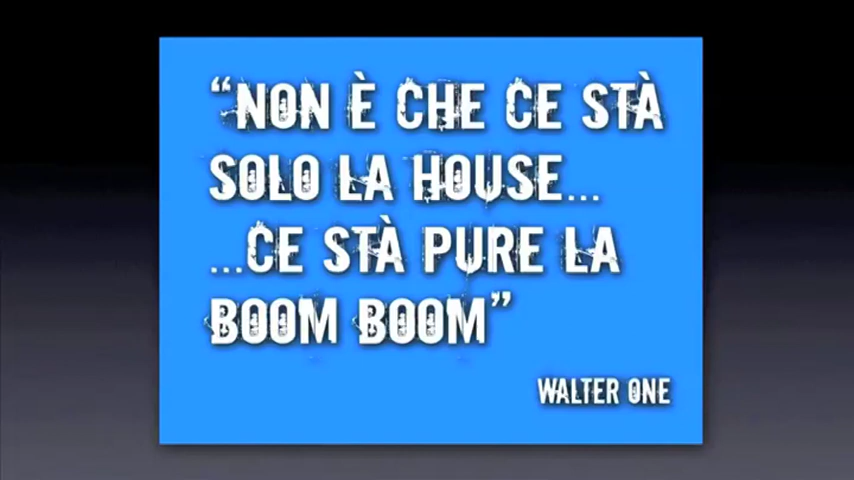 “NON È CHE CE STÀ
SOLO LA HOUSE...
...CE STÀ PURE LA
BOOM BOOM”
WALTER ONE